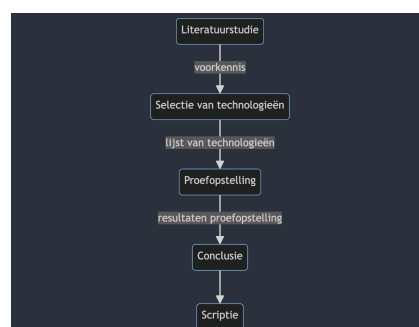 Literatuurstudie
voorkennis
Selectie van technologieën
lijst van technologieën
Proefopstelling
resultaten proefopstelling
Conclusie
Scriptie